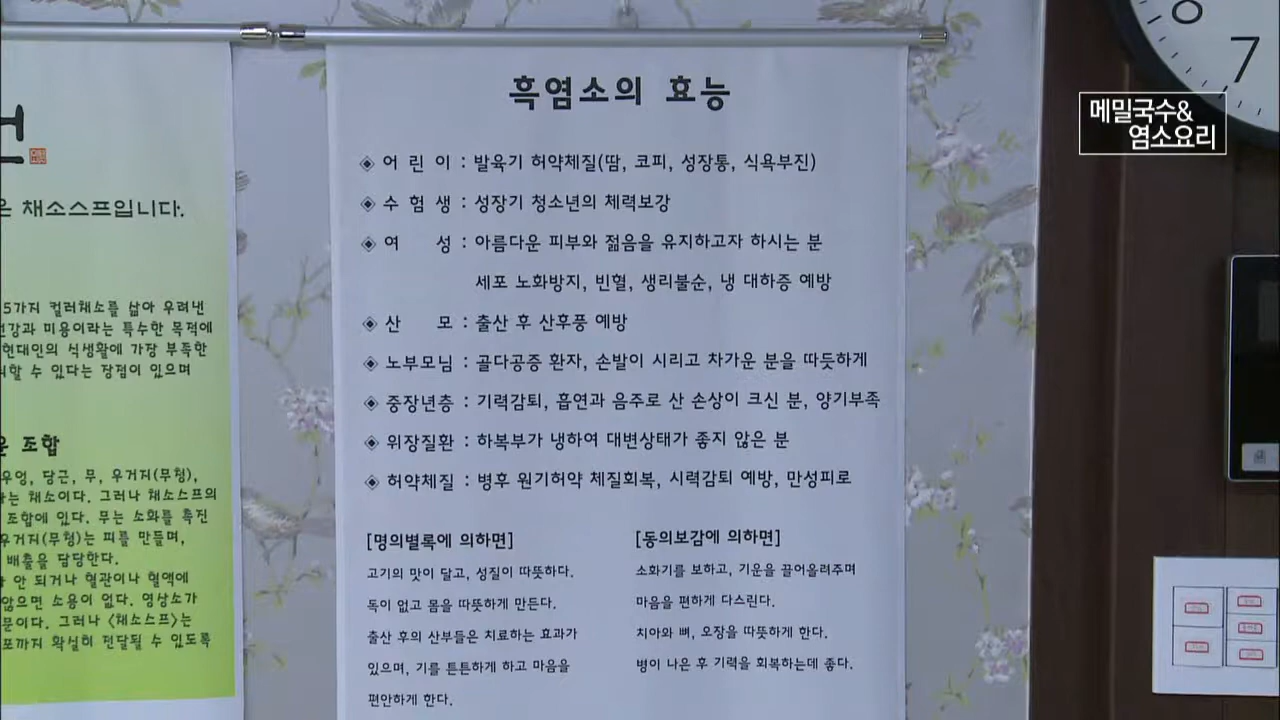 흑염소의 효능
◈ 어 린 이 : 발육기 허약체질(땀, 코피, 성장통, 식욕부진)
◈ 수 험 생 : 성장기 청소년의 체력보강
◈ 여 성 : 아름다운 피부와 젊음을 유지하고자 하시는 분
세포 노화방지, 빈혈, 생리불순, 냉 대하증 예방
◈ 산 모 : 출산 후 산후풍 예방
◈ 노부모님 : 골다공증 환자, 손발이 시리고 차가운 분을 따듯하게
◈ 중장년층 : 기력감퇴, 흡연과 음주로 산 손상이 크신 분, 양기부족
◈ 위장질환 : 하복부가 냉하여 대변상태가 좋지 않은 분
◈ 허약체질 : 병후 원기허약 체질회복, 시력감퇴 예방, 만성피로
[명의별록에 의하면]
고기의 맛이 달고, 성질이 따뜻하다.
독이 없고 몸을 따뜻하게 만든다.
출산 후의 산부들은 치료하는 효과가
있으며, 기를 튼튼하게 하고 마음을
편안하게 한다.
[동의보감에 의하면]
소화기를 보하고, 기운을 끌어올려주며
마음을 편하게 다스린다.
치아와 뼈, 오장을 따뜻하게 한다.
병이 나은 후 기력을 회복하는데 좋다.
은 채소스프입니다.
5가지 컬러채소를 삶아 우려낸
건강과 미용이라는 특수한 목적에
현대인의 식생활에 가장 부족한
할 수 있다는 장점이 있으며
조합
우엉, 당근, 무, 우거지(무청),
는 채소이다. 그러나 채소스프의
조합에 있다. 무는 소화를 촉진
우거지(무청)는 피를 만들며,
배출을 담당한다.
안 되거나 혈관이나 혈액에
않으면 소용이 없다. 영상소가
문이다. 그러나 <채소스프>는
포까지 확실히 전달될 수 있도록
8
7
메밀국수&
염소요리